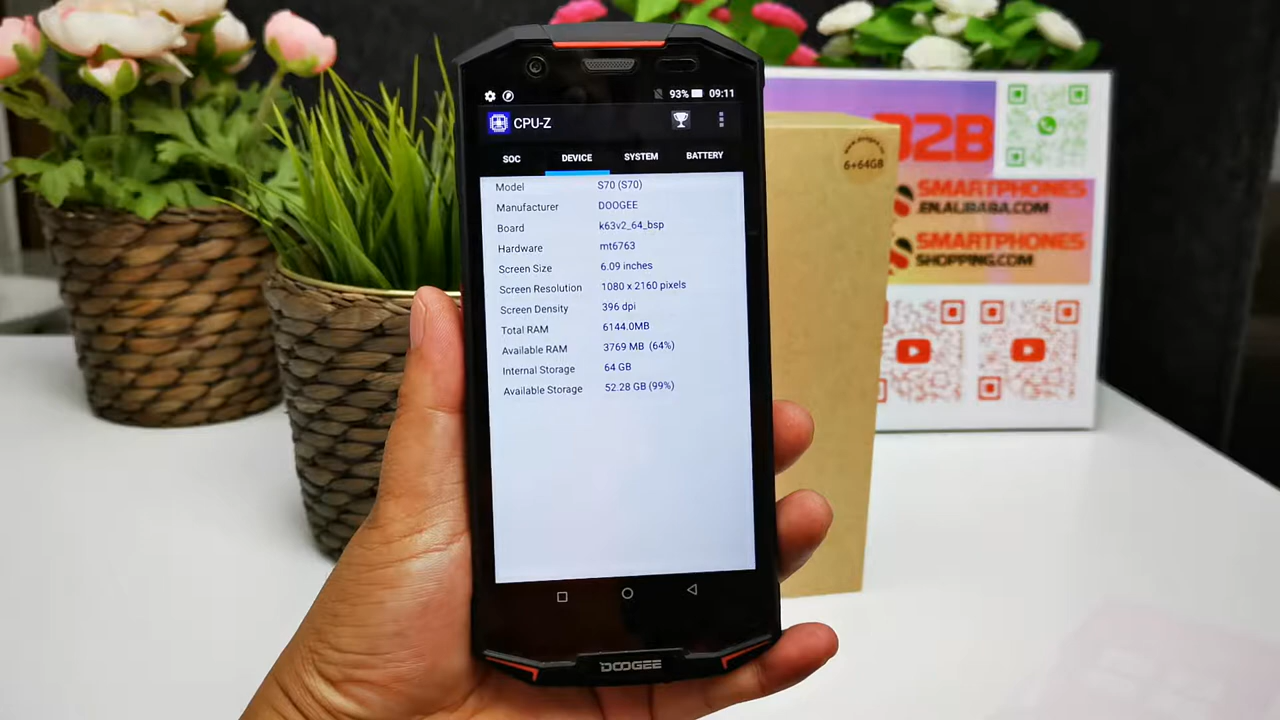 93% 09:11
CPU-Z
SOC DEVICE SYSTEM BATTERY
Model S70 (S70)
Manufacturer DOOGEE
Board k63v2_64_bsp
Hardware mt6763
Screen Size 6.09 inches
Screen Resolution 1080 x 2160 pixels
Screen Density 396 dpi
Total RAM 6144.0MB
Available RAM 3769 MB (64%)
Internal Storage 64 GB
Available Storage 52.28 GB (99%)
DOOGEE
6+64GB
B2B
SMARTPHONES
.EN.ALIBABA.COM
SMARTPHONES
SHOPPING.COM